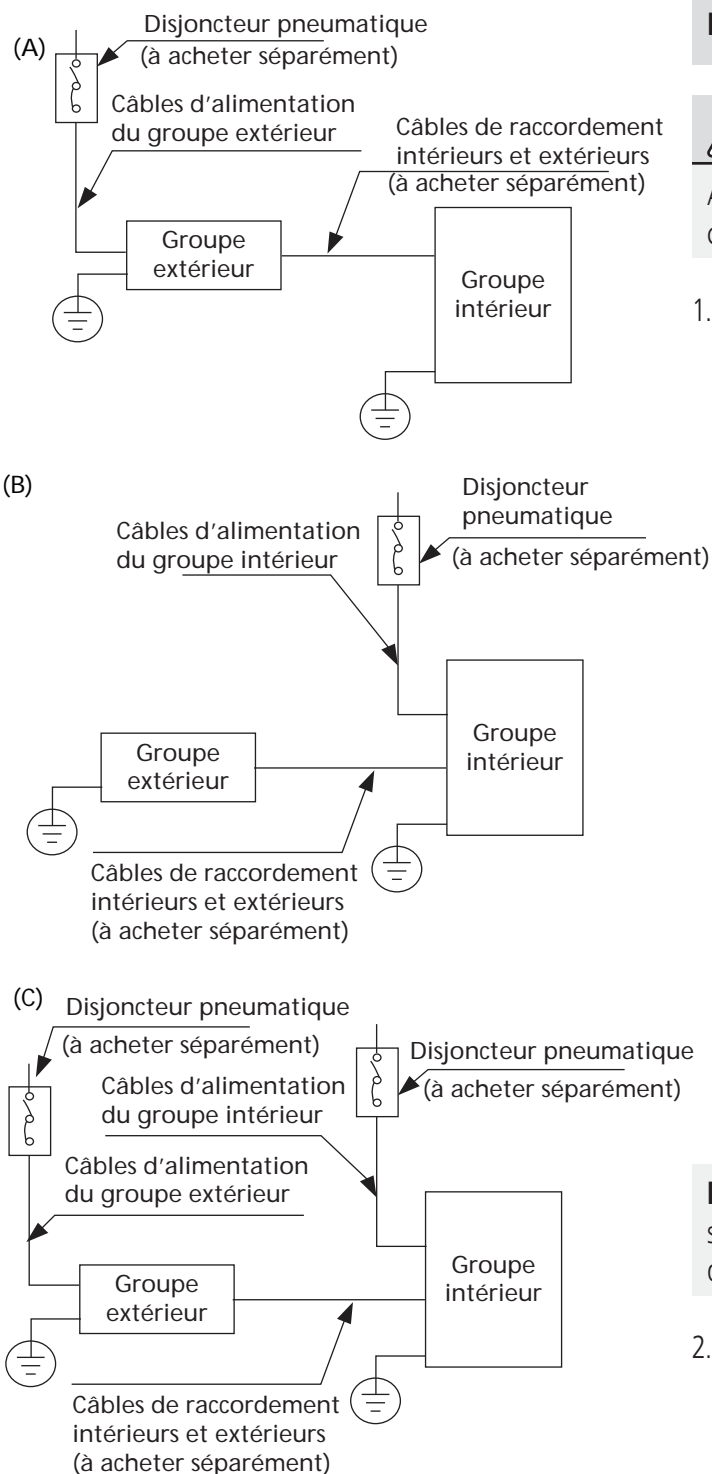 (A)
Disjoncteur pneumatique
(à acheter séparément)
Câbles d'alimentation
du groupe extérieur
Câbles de raccordement
intérieurs et extérieurs
(à acheter séparément)
Groupe
extérieur
Groupe
intérieur
1.
(B)
Disjoncteur
pneumatique
(à acheter séparément)
Câbles d'alimentation
du groupe intérieur
Groupe
extérieur
Groupe
intérieur
Câbles de raccordement
intérieurs et extérieurs
(à acheter séparément)
(C)
Disjoncteur pneumatique
(à acheter séparément)
Disjoncteur pneumatique
(à acheter séparément)
Câbles d'alimentation
du groupe intérieur
Câbles d'alimentation
du groupe extérieur
Groupe
extérieur
Groupe
intérieur
Câbles de raccordement
intérieurs et extérieurs
(à acheter séparément)
2.